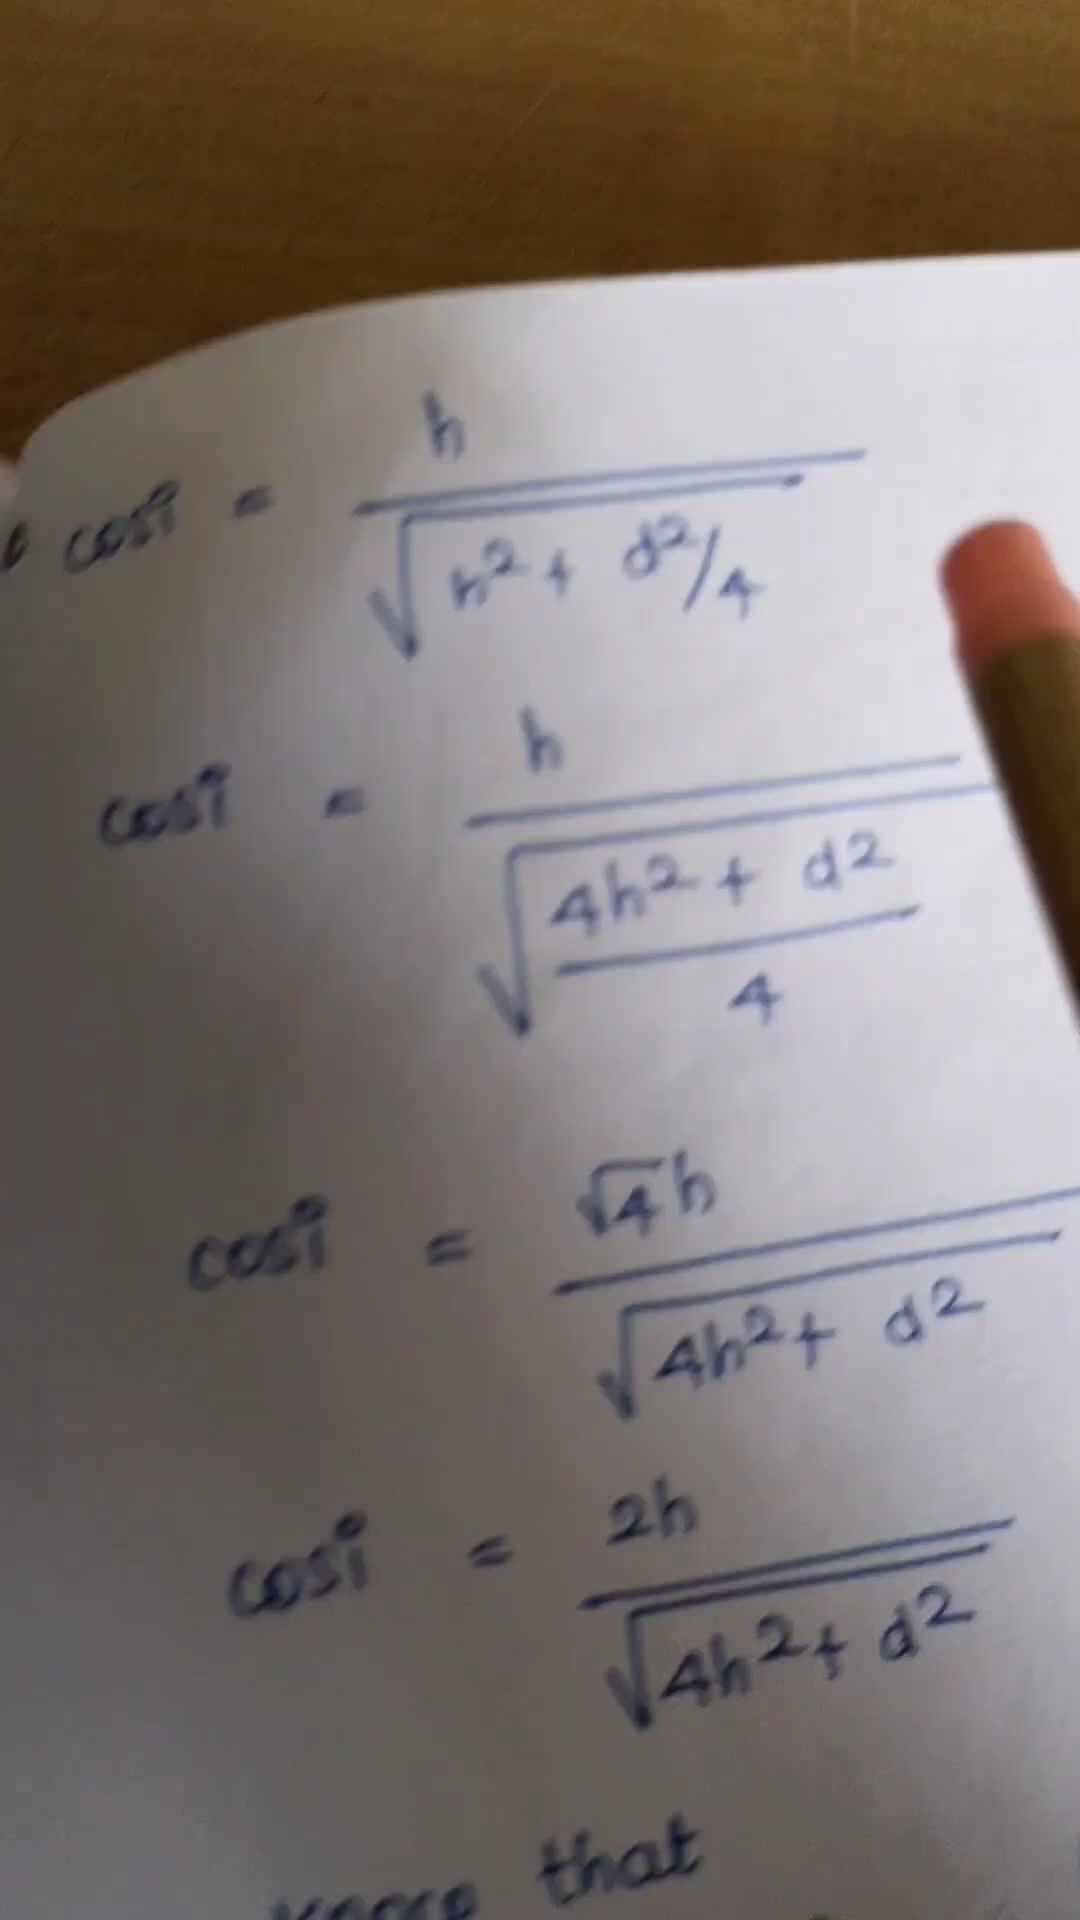 cos i = h / √(h² + d²/4)
cos i = h / √((4h² + d²)/4)
cos i = √4 h / √(4h² + d²)
cos i = 2h / √(4h² + d²)
that